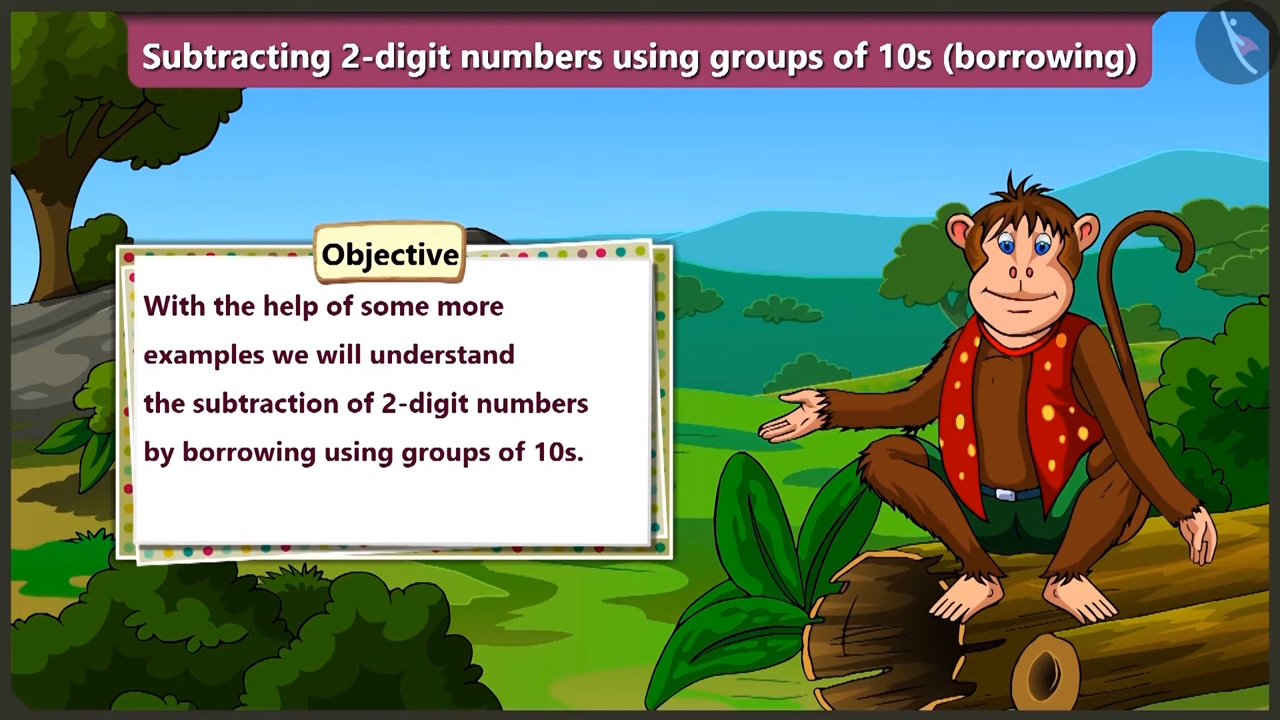 Subtracting 2-digit numbers using groups of 10s (borrowing)
Objective
With the help of some more
examples we will understand
the subtraction of 2-digit numbers
by borrowing using groups of 10s.